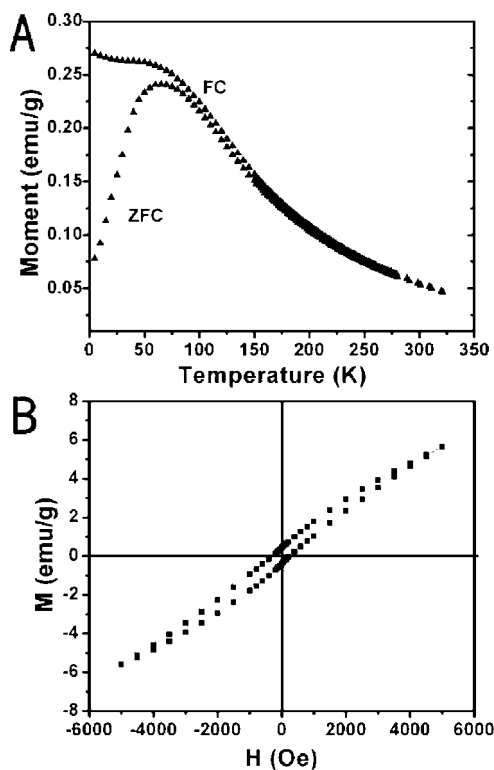 A
0.30
0.25
0.20
0.15
0.10
0.05
Moment (emu/g)
FC
ZFC
0 50 100 150 200 250 300 350
Temperature (K)
B
8
6
4
2
0
-2
-4
-6
-8
M (emu/g)
-6000 -4000 -2000 0 2000 4000 6000
H (Oe)